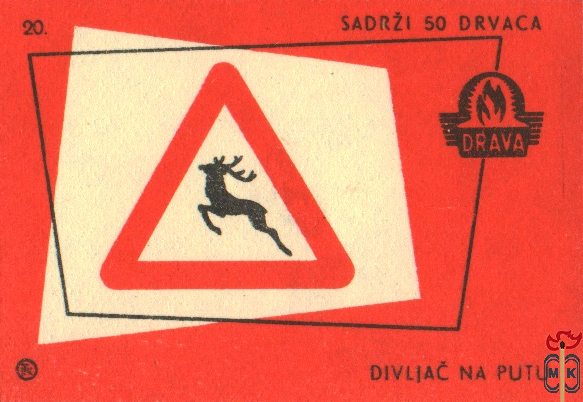 20.
SADRŽI 50 DRVACA
DRAVA
DIVLJAČ NA PUTU
MK